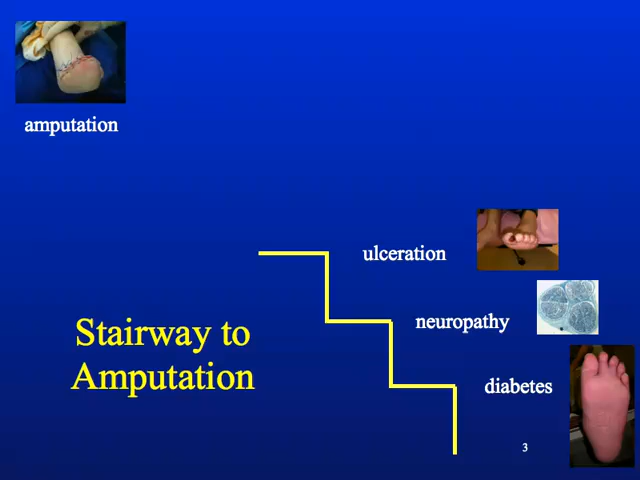 amputation
ulceration
neuropathy
Stairway to
Amputation
diabetes
3